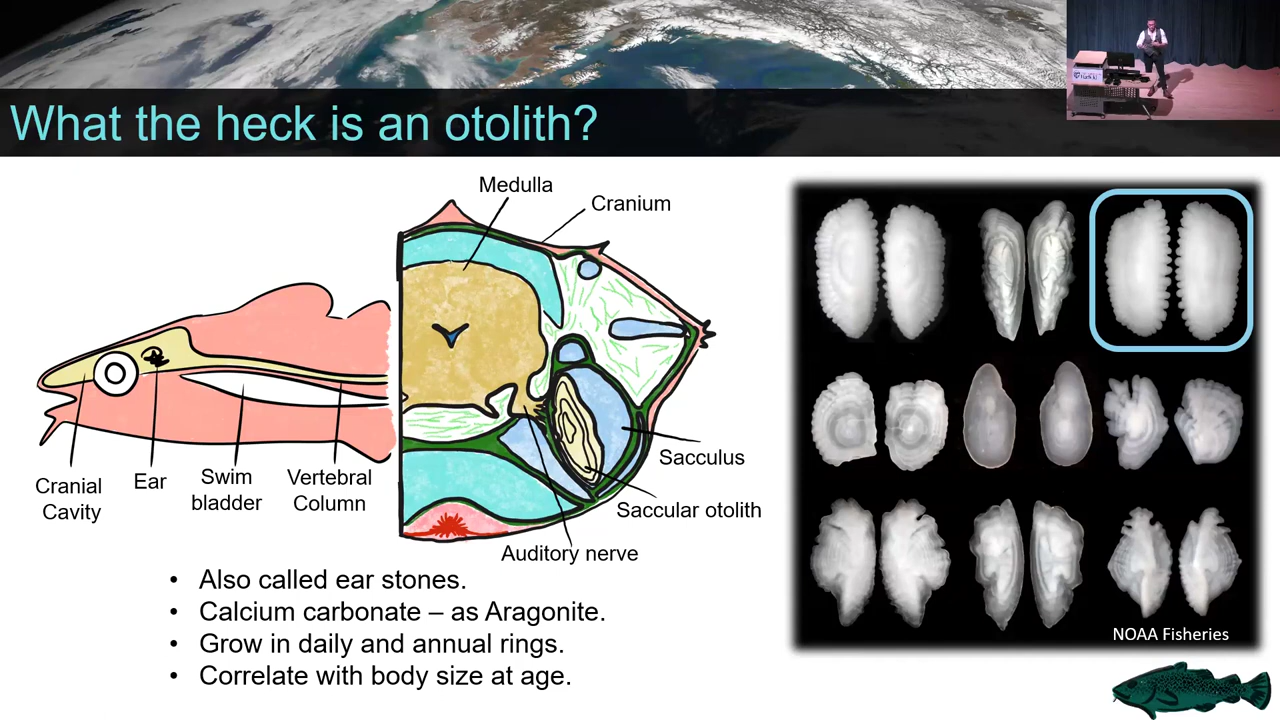 What the heck is an otolith?
Medulla
Cranium
Cranial
Cavity
Ear
Swim
bladder
Vertebral
Column
Sacculus
Saccular otolith
Auditory nerve
• Also called ear stones.
• Calcium carbonate – as Aragonite.
• Grow in daily and annual rings.
• Correlate with body size at age.
NOAA Fisheries